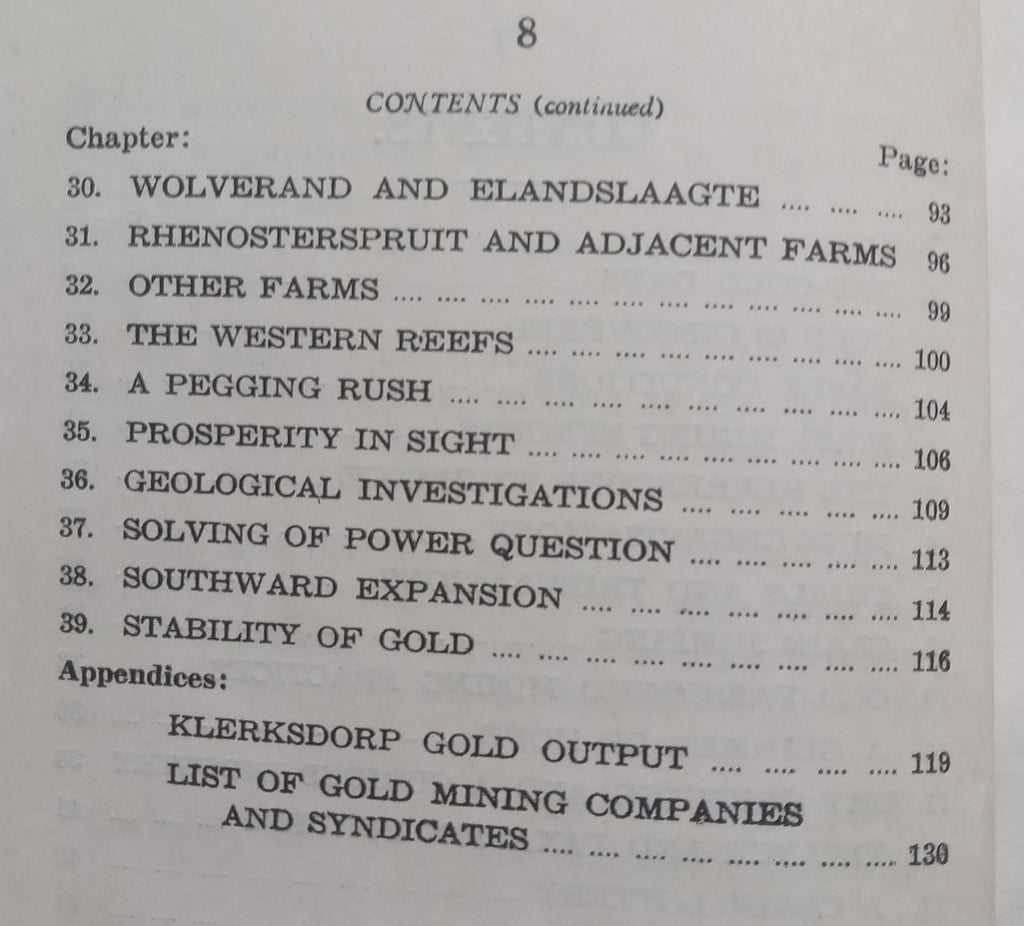 8
CONTENTS (continued)
Chapter: Page:
30. WOLVERAND AND ELANDSLAAGTE .... .... .... 93
31. RHENOSTERSPRUIT AND ADJACENT FARMS 96
32. OTHER FARMS .... .... .... .... .... .... .... .... .... .... .... .... 99
33. THE WESTERN REEFS .... .... .... .... .... .... .... .... .... 100
34. A PEGGING RUSH .... .... .... .... .... .... .... .... .... .... 104
35. PROSPERITY IN SIGHT .... .... .... .... .... .... .... .... .... 106
36. GEOLOGICAL INVESTIGATIONS .... .... .... .... .... 109
37. SOLVING OF POWER QUESTION .... .... .... .... .... 113
38. SOUTHWARD EXPANSION .... .... .... .... .... .... .... 114
39. STABILITY OF GOLD .... .... .... .... .... .... .... .... .... 116
Appendices:
KLERKSDORP GOLD OUTPUT .... .... .... .... 119
LIST OF GOLD MINING COMPANIES
AND SYNDICATES .... .... .... .... .... .... .... .... 130